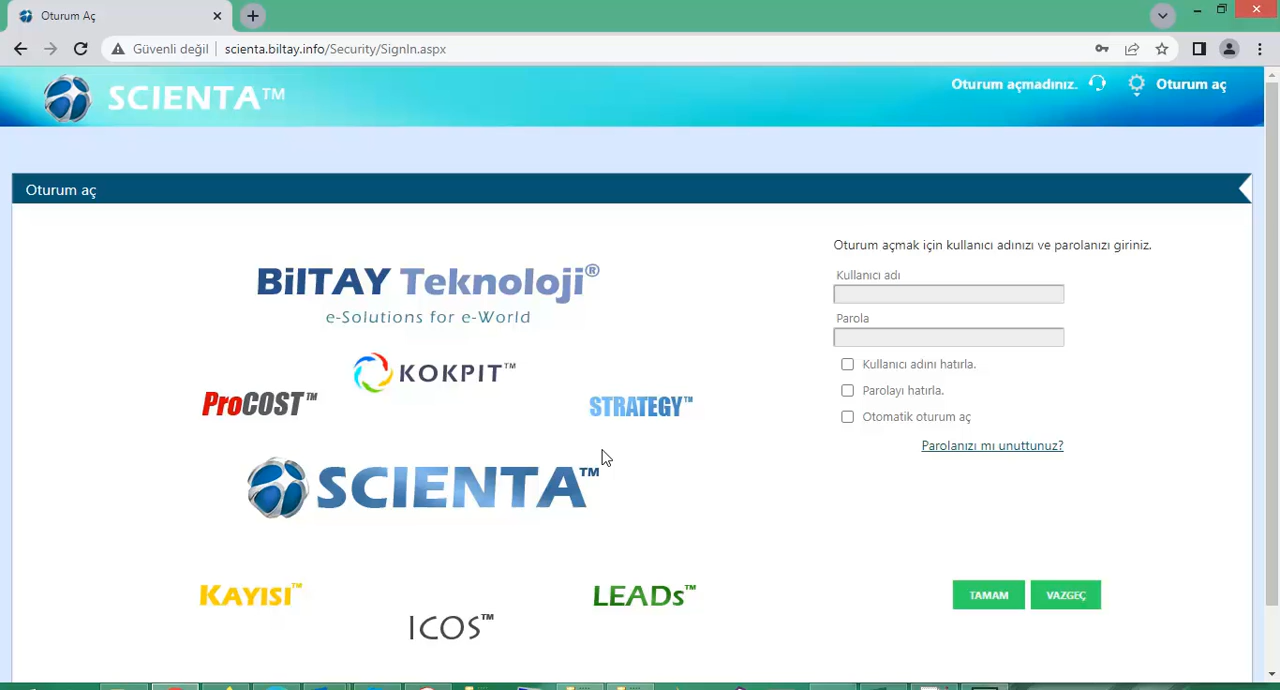 Oturum Aç
Güvenli değil
scienta.biltay.info/Security/SignIn.aspx
SCIENTA™
Oturum açmadınız.
Oturum aç
Oturum aç
BilTAY Teknoloji®
e-Solutions for e-World
KOKPIT™
ProCOST™
STRATEGY™
SCIENTA™
KAYISI™
LEADs™
ICOS™
Oturum açmak için kullanıcı adınızı ve parolanızı giriniz.
Kullanıcı adı
Parola
Kullanıcı adını hatırla.
Parolayı hatırla.
Otomatik oturum aç
Parolanızı mı unuttunuz?
TAMAM
VAZGEÇ